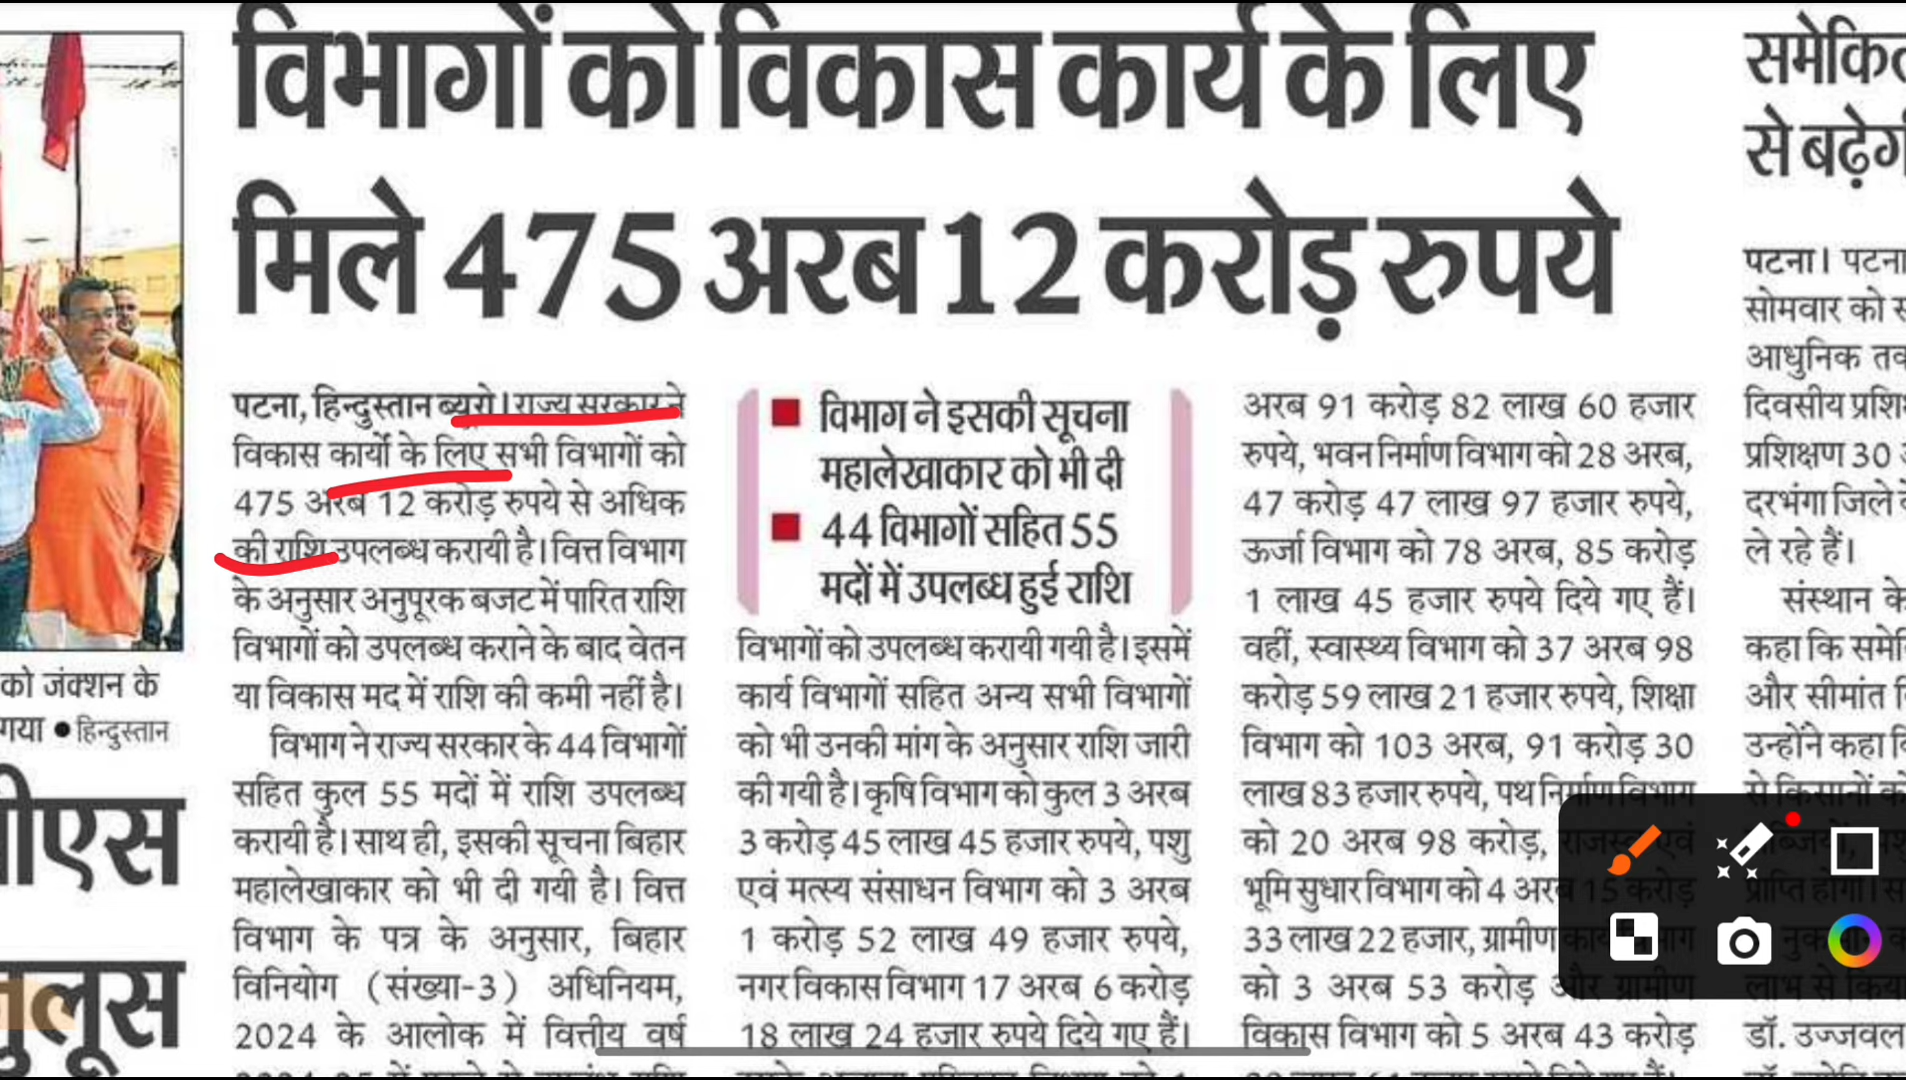 विभागों को विकास कार्य के लिए
मिले 475 अरब 12 करोड़ रुपये
पटना, हिन्दुस्तान ब्यूरो। राज्य सरकार ने
विकास कार्यों के लिए सभी विभागों को
475 अरब 12 करोड़ रुपये से अधिक
की राशि उपलब्ध करायी है। वित्त विभाग
के अनुसार अनुपूरक बजट में पारित राशि
विभागों को उपलब्ध कराने के बाद वेतन
या विकास मद में राशि की कमी नहीं है।
विभाग ने राज्य सरकार के 44 विभागों
सहित कुल 55 मदों में राशि उपलब्ध
करायी है। साथ ही, इसकी सूचना बिहार
महालेखाकार को भी दी गयी है। वित्त
विभाग के पत्र के अनुसार, बिहार
विनियोग (संख्या-3) अधिनियम,
2024 के आलोक में वित्तीय वर्ष
विभाग ने इसकी सूचना
महालेखाकार को भी दी
44 विभागों सहित 55
मदों में उपलब्ध हुई राशि
विभागों को उपलब्ध करायी गयी है। इसमें
कार्य विभागों सहित अन्य सभी विभागों
को भी उनकी मांग के अनुसार राशि जारी
की गयी है। कृषि विभाग को कुल 3 अरब
3 करोड़ 45 लाख 45 हजार रुपये, पशु
एवं मत्स्य संसाधन विभाग को 3 अरब
1 करोड़ 52 लाख 49 हजार रुपये,
नगर विकास विभाग 17 अरब 6 करोड़
18 लाख 24 हजार रुपये दिये गए हैं।
अरब 91 करोड़ 82 लाख 60 हजार
रुपये, भवन निर्माण विभाग को 28 अरब,
47 करोड़ 47 लाख 97 हजार रुपये,
ऊर्जा विभाग को 78 अरब, 85 करोड़
1 लाख 45 हजार रुपये दिये गए हैं।
वहीं, स्वास्थ्य विभाग को 37 अरब 98
करोड़ 59 लाख 21 हजार रुपये, शिक्षा
विभाग को 103 अरब, 91 करोड़ 30
लाख 83 हजार रुपये, पथ निर्माण विभाग
को 20 अरब 98 करोड़, राजस्व एवं
भूमि सुधार विभाग को 4 अरब 15 करोड़
33 लाख 22 हजार, ग्रामीण कार्य विभाग
को 3 अरब 53 करोड़ और ग्रामीण
विकास विभाग को 5 अरब 43 करोड़
को जंक्शन के
गया ● हिन्दुस्तान
से
पटना।
सोमवार को
आधुनिक
दिवसीय
प्रशिक्षण 30
दरभंगा जिले
ले रहे हैं।
संस्थान के
कहा कि
और सीमांत
उन्होंने कहा
से किसानों
डॉ. उज्जवल